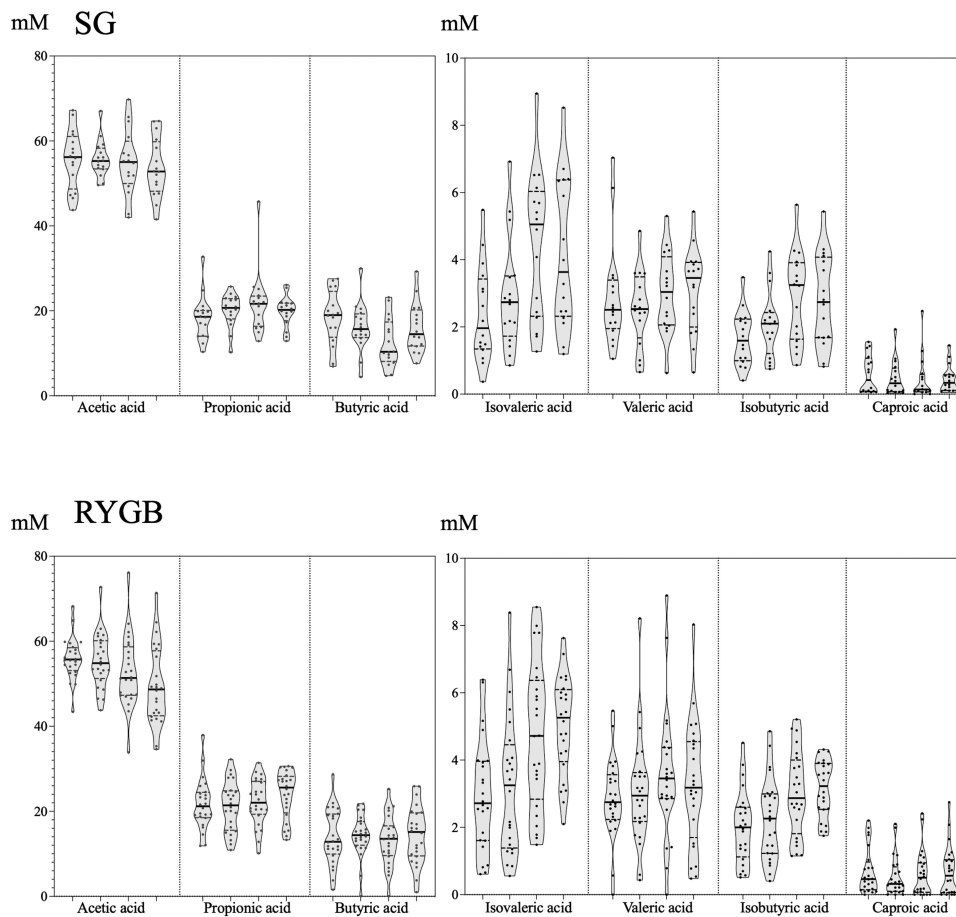 SG
mM
mM
80
60
40
20
0
10
8
6
4
2
0
Acetic acid
Propionic acid
Butyric acid
Isovaleric acid
Valeric acid
Isobutyric acid
Caproic acid
RYGB
mM
mM
80
60
40
20
0
10
8
6
4
2
0
Acetic acid
Propionic acid
Butyric acid
Isovaleric acid
Valeric acid
Isobutyric acid
Caproic acid